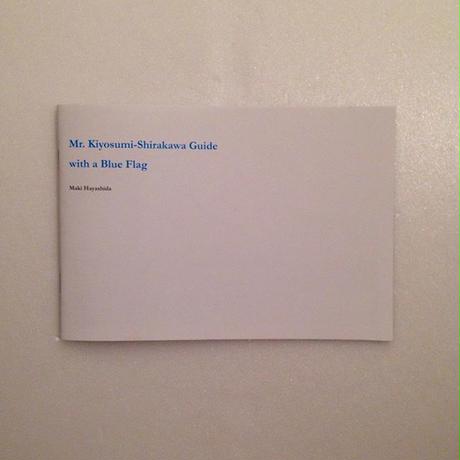 Mr. Kiyosumi-Shirakawa Guide
with a Blue Flag
Maki Hayashida